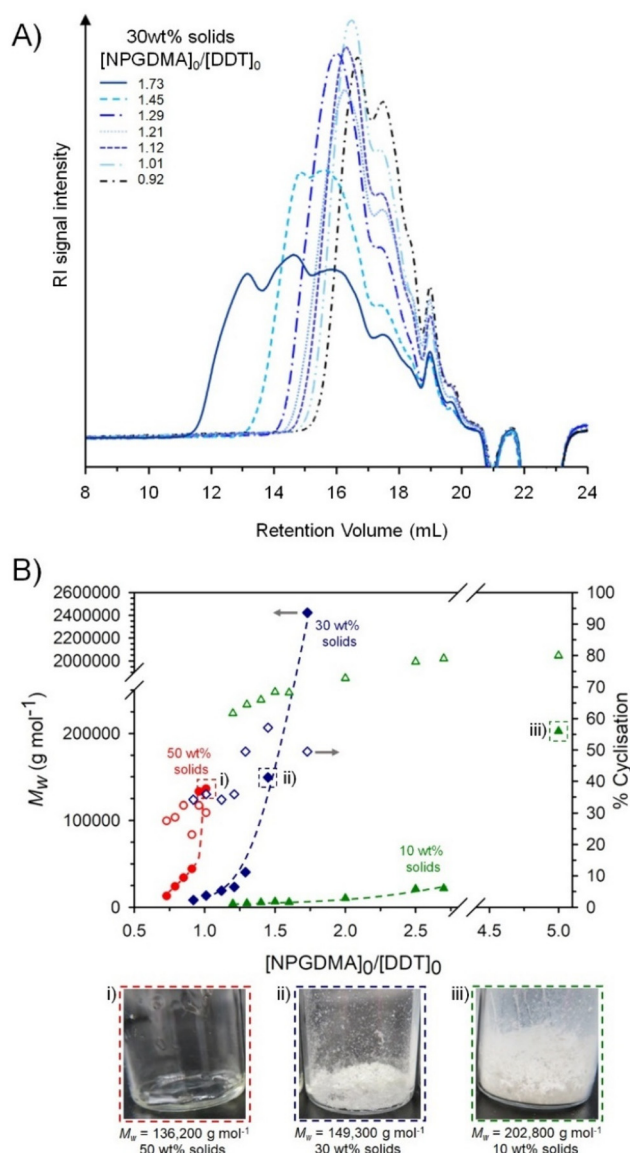 A)
30wt% solids
[NPGDMA]0/[DDT]0
1.73
1.45
1.29
1.21
1.12
1.01
0.92
RI signal intensity
8 10 12 14 16 18 20 22 24
Retention Volume (mL)
B)
2600000 100
2400000 90
2200000 80
2000000 70
200000 60
100000 50
0 40
30
20
10
0
Mw (g mol⁻¹)
% Cyclisation
30 wt% solids
50 wt% solids
10 wt% solids
i)
ii)
iii)
0.5 1.0 1.5 2.0 2.5 4.5 5.0
[NPGDMA]0/[DDT]0
i) ii) iii)
Mw = 136,200 g mol⁻¹ Mw = 149,300 g mol⁻¹ Mw = 202,800 g mol⁻¹
50 wt% solids 30 wt% solids 10 wt% solids